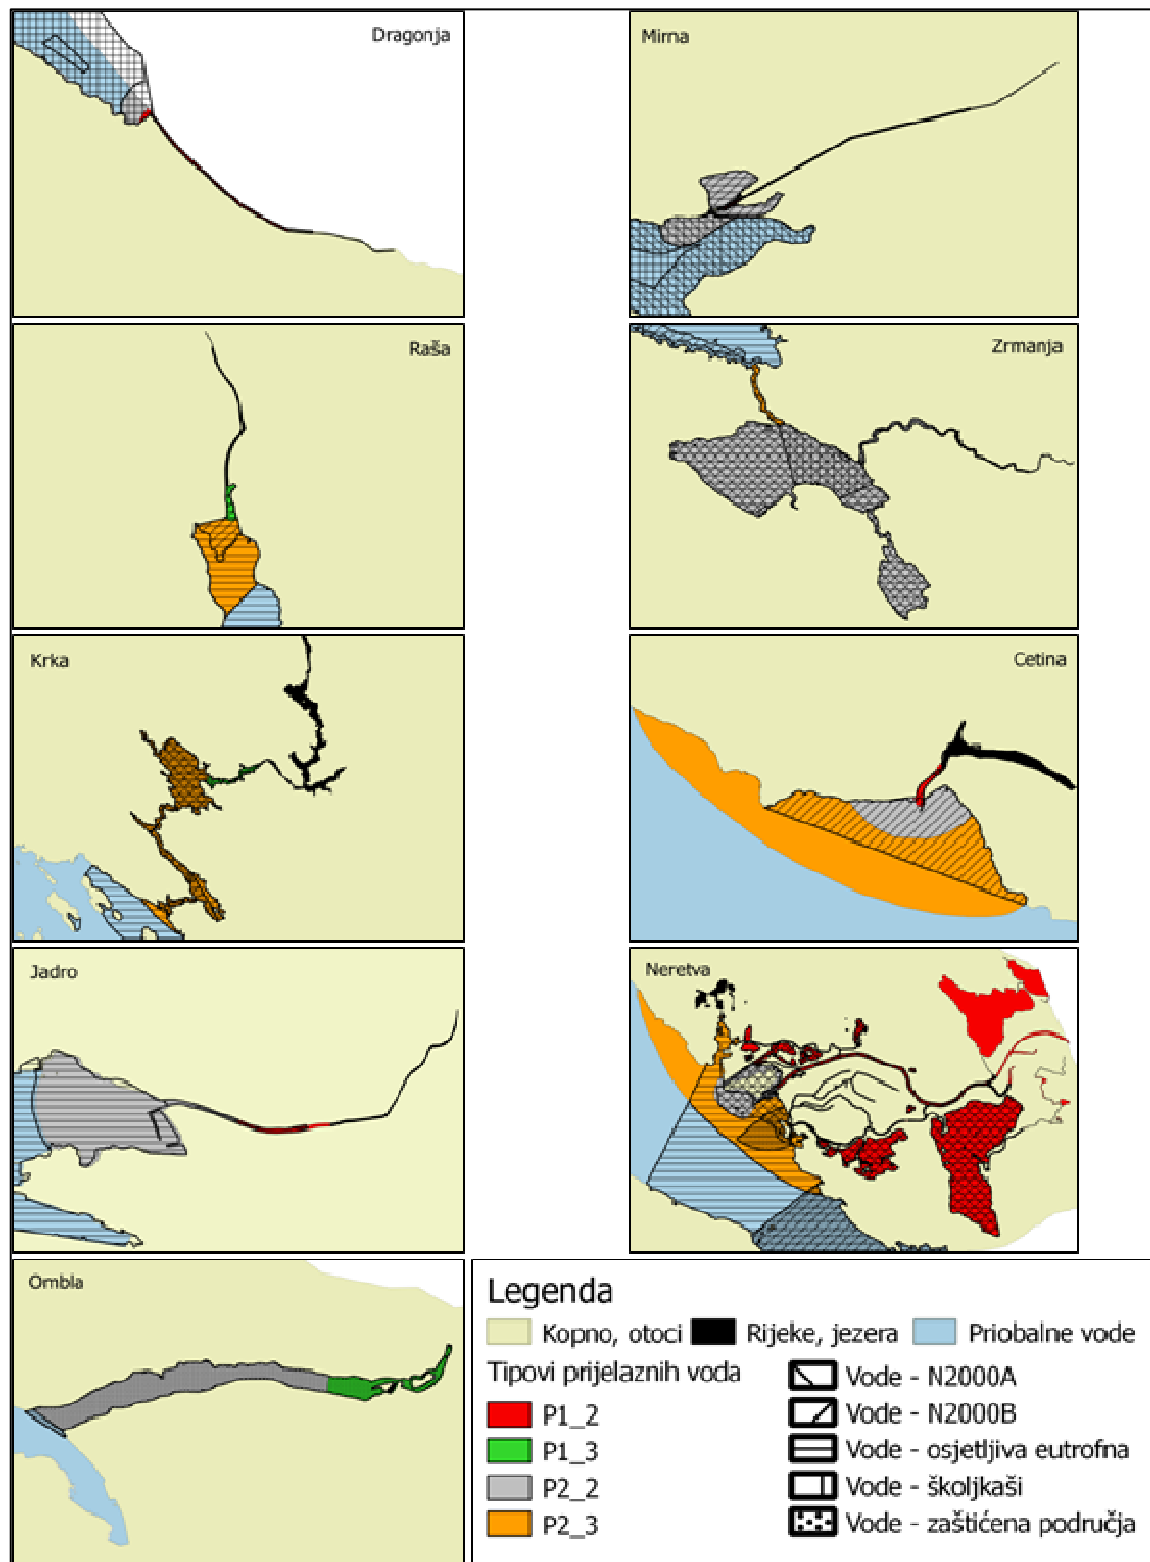 Dragonja
Mirna
Raša
Zrmanja
Krka
Cetina
Jadro
Neretva
Ombla
Legenda
Kopno, otoci
Rijeke, jezera
Priobalne vode
Tipovi prijelaznih voda
P1_2
P1_3
P2_2
P2_3
Vode - N2000A
Vode - N2000B
Vode - osjetljiva eutrofna
Vode - školjkaši
Vode - zaštićena područja